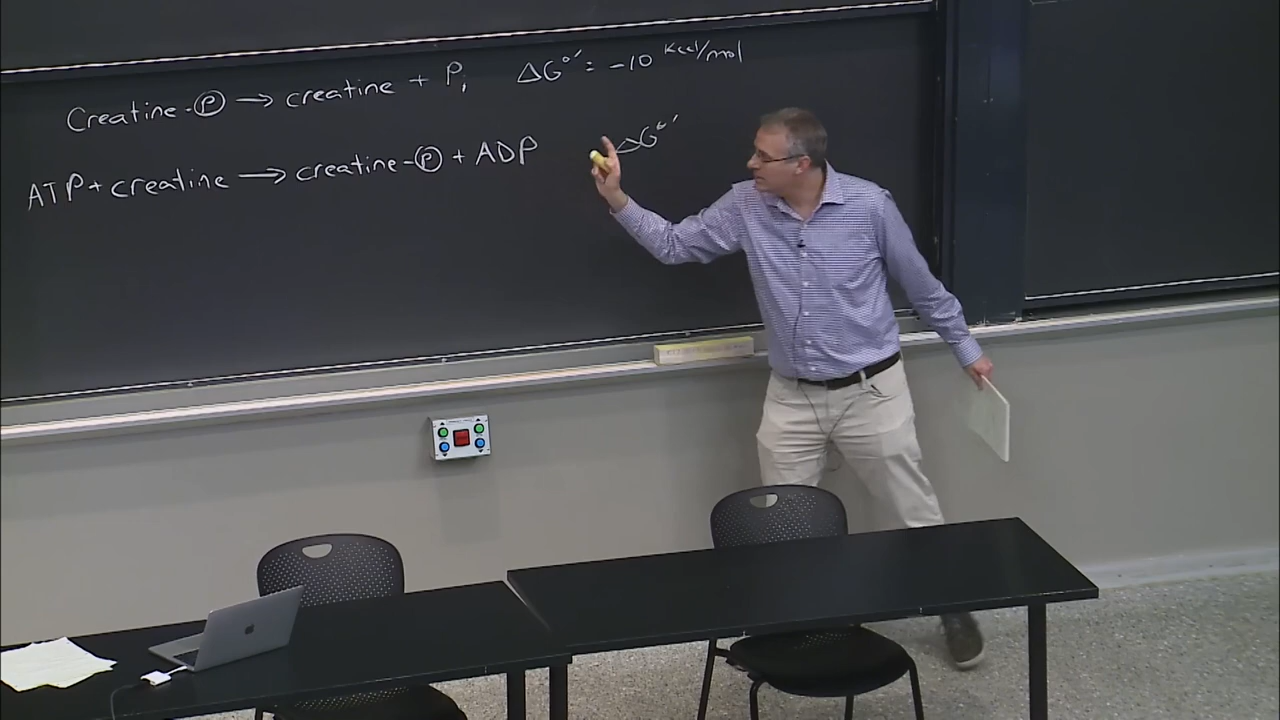 Creatine-Ⓟ → creatine + Pi ΔG°′ = -10 kcal/mol
ATP + creatine → creatine-Ⓟ + ADP ΔG°′